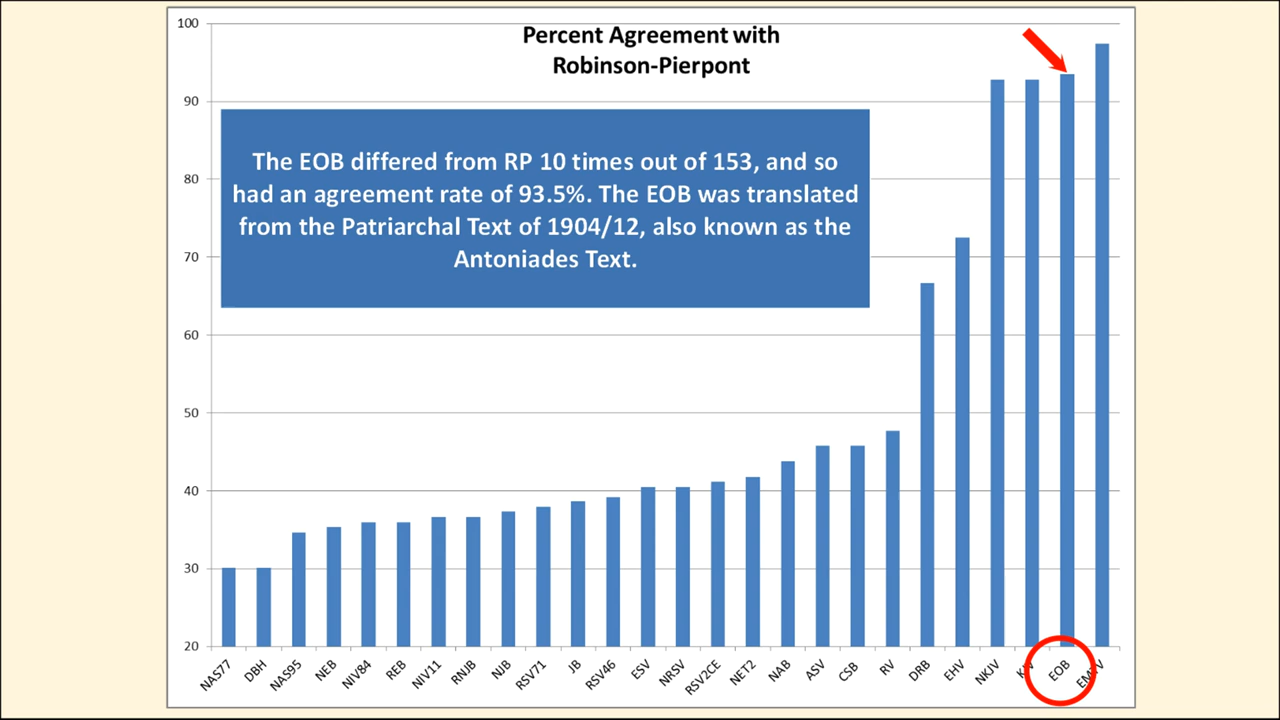 Percent Agreement with
Robinson-Pierpont
100
90
80
70
60
50
40
30
20
The EOB differed from RP 10 times out of 153, and so
had an agreement rate of 93.5%. The EOB was translated
from the Patriarchal Text of 1904/12, also known as the
Antoniades Text.
NAS77
DBH
NAS95
NEB
NIV84
REB
NIV11
RNJB
NJB
RSV71
JB
RSV46
ESV
NRSV
RSV2CE
NET2
NAB
ASV
CSB
RV
DRB
EHV
NKJV
KJV
EOB
EMTV